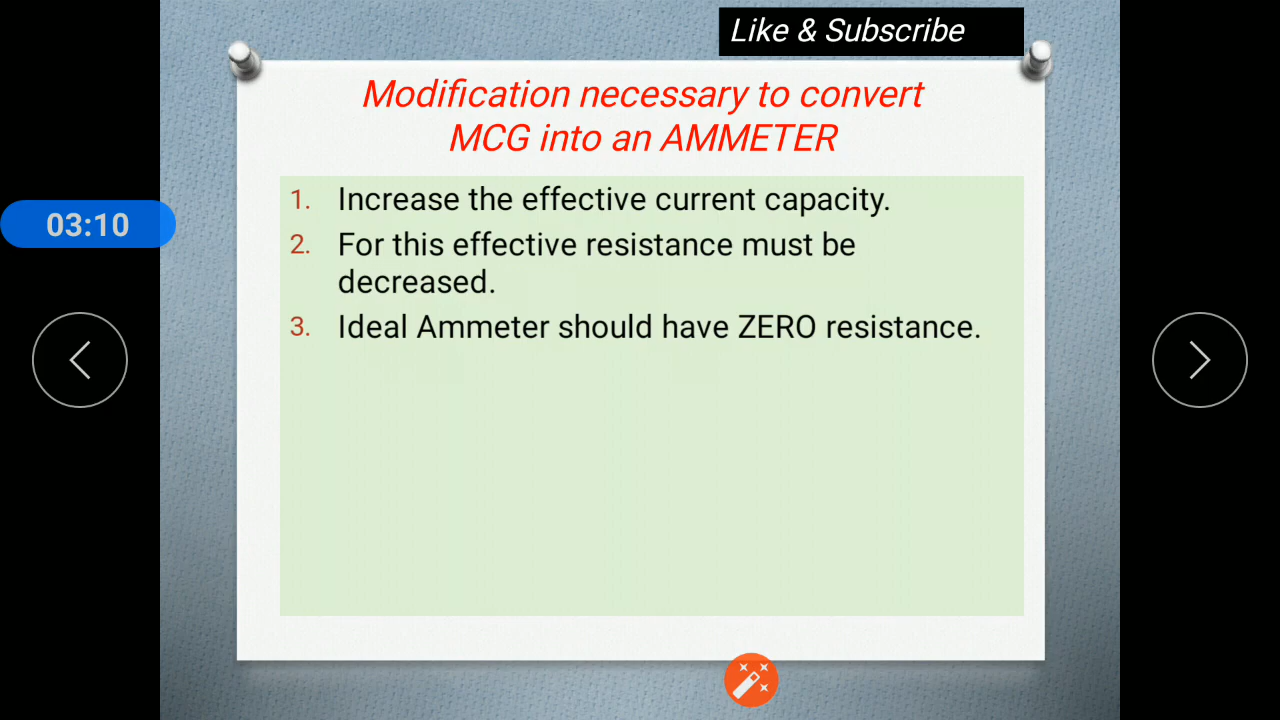 Like & Subscribe
Modification necessary to convert
MCG into an AMMETER
1. Increase the effective current capacity.
03:10
2. For this effective resistance must be
decreased.
3. Ideal Ammeter should have ZERO resistance.